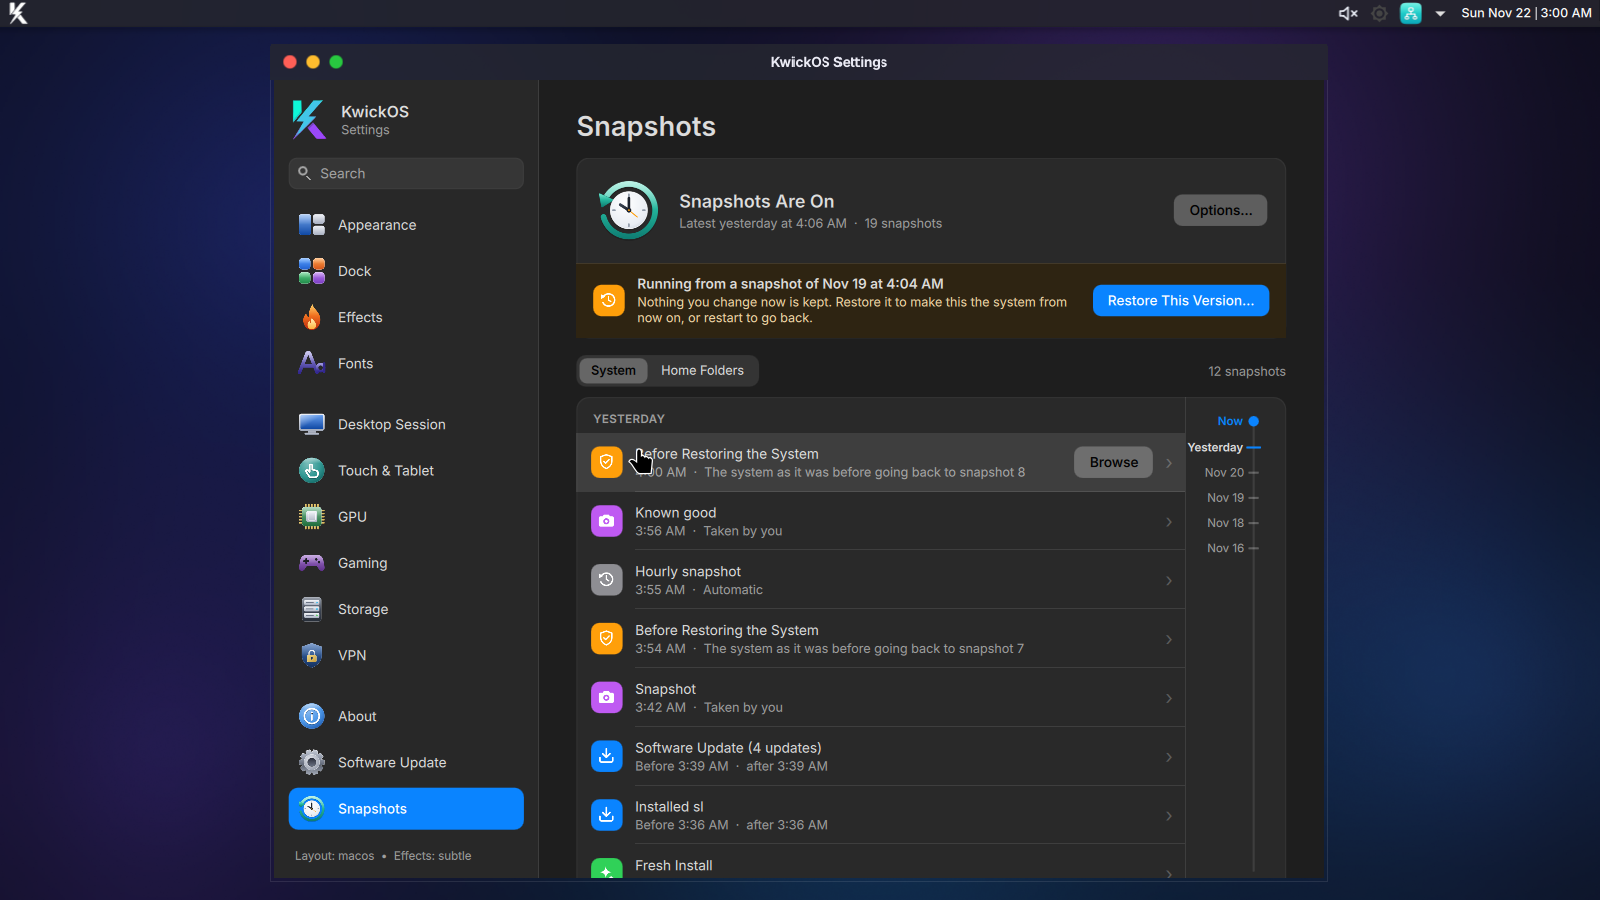 Sun Nov 22 | 3:00 AM
KwickOS Settings
KwickOS
Settings
Search
Appearance
Dock
Effects
Fonts
Desktop Session
Touch & Tablet
GPU
Gaming
Storage
VPN
About
Software Update
Snapshots
Layout: macos • Effects: subtle
Snapshots
Snapshots Are On
Latest yesterday at 4:06 AM · 19 snapshots
Options...
Running from a snapshot of Nov 19 at 4:04 AM
Nothing you change now is kept. Restore it to make this the system from
now on, or restart to go back.
Restore This Version...
System
Home Folders
12 snapshots
YESTERDAY
Before Restoring the System
AM · The system as it was before going back to snapshot 8
Browse
Known good
3:56 AM · Taken by you
Hourly snapshot
3:55 AM · Automatic
Before Restoring the System
3:54 AM · The system as it was before going back to snapshot 7
Snapshot
3:42 AM · Taken by you
Software Update (4 updates)
Before 3:39 AM · after 3:39 AM
Installed sl
Before 3:36 AM · after 3:36 AM
Fresh Install
Now
Yesterday
Nov 20
Nov 19
Nov 18
Nov 16